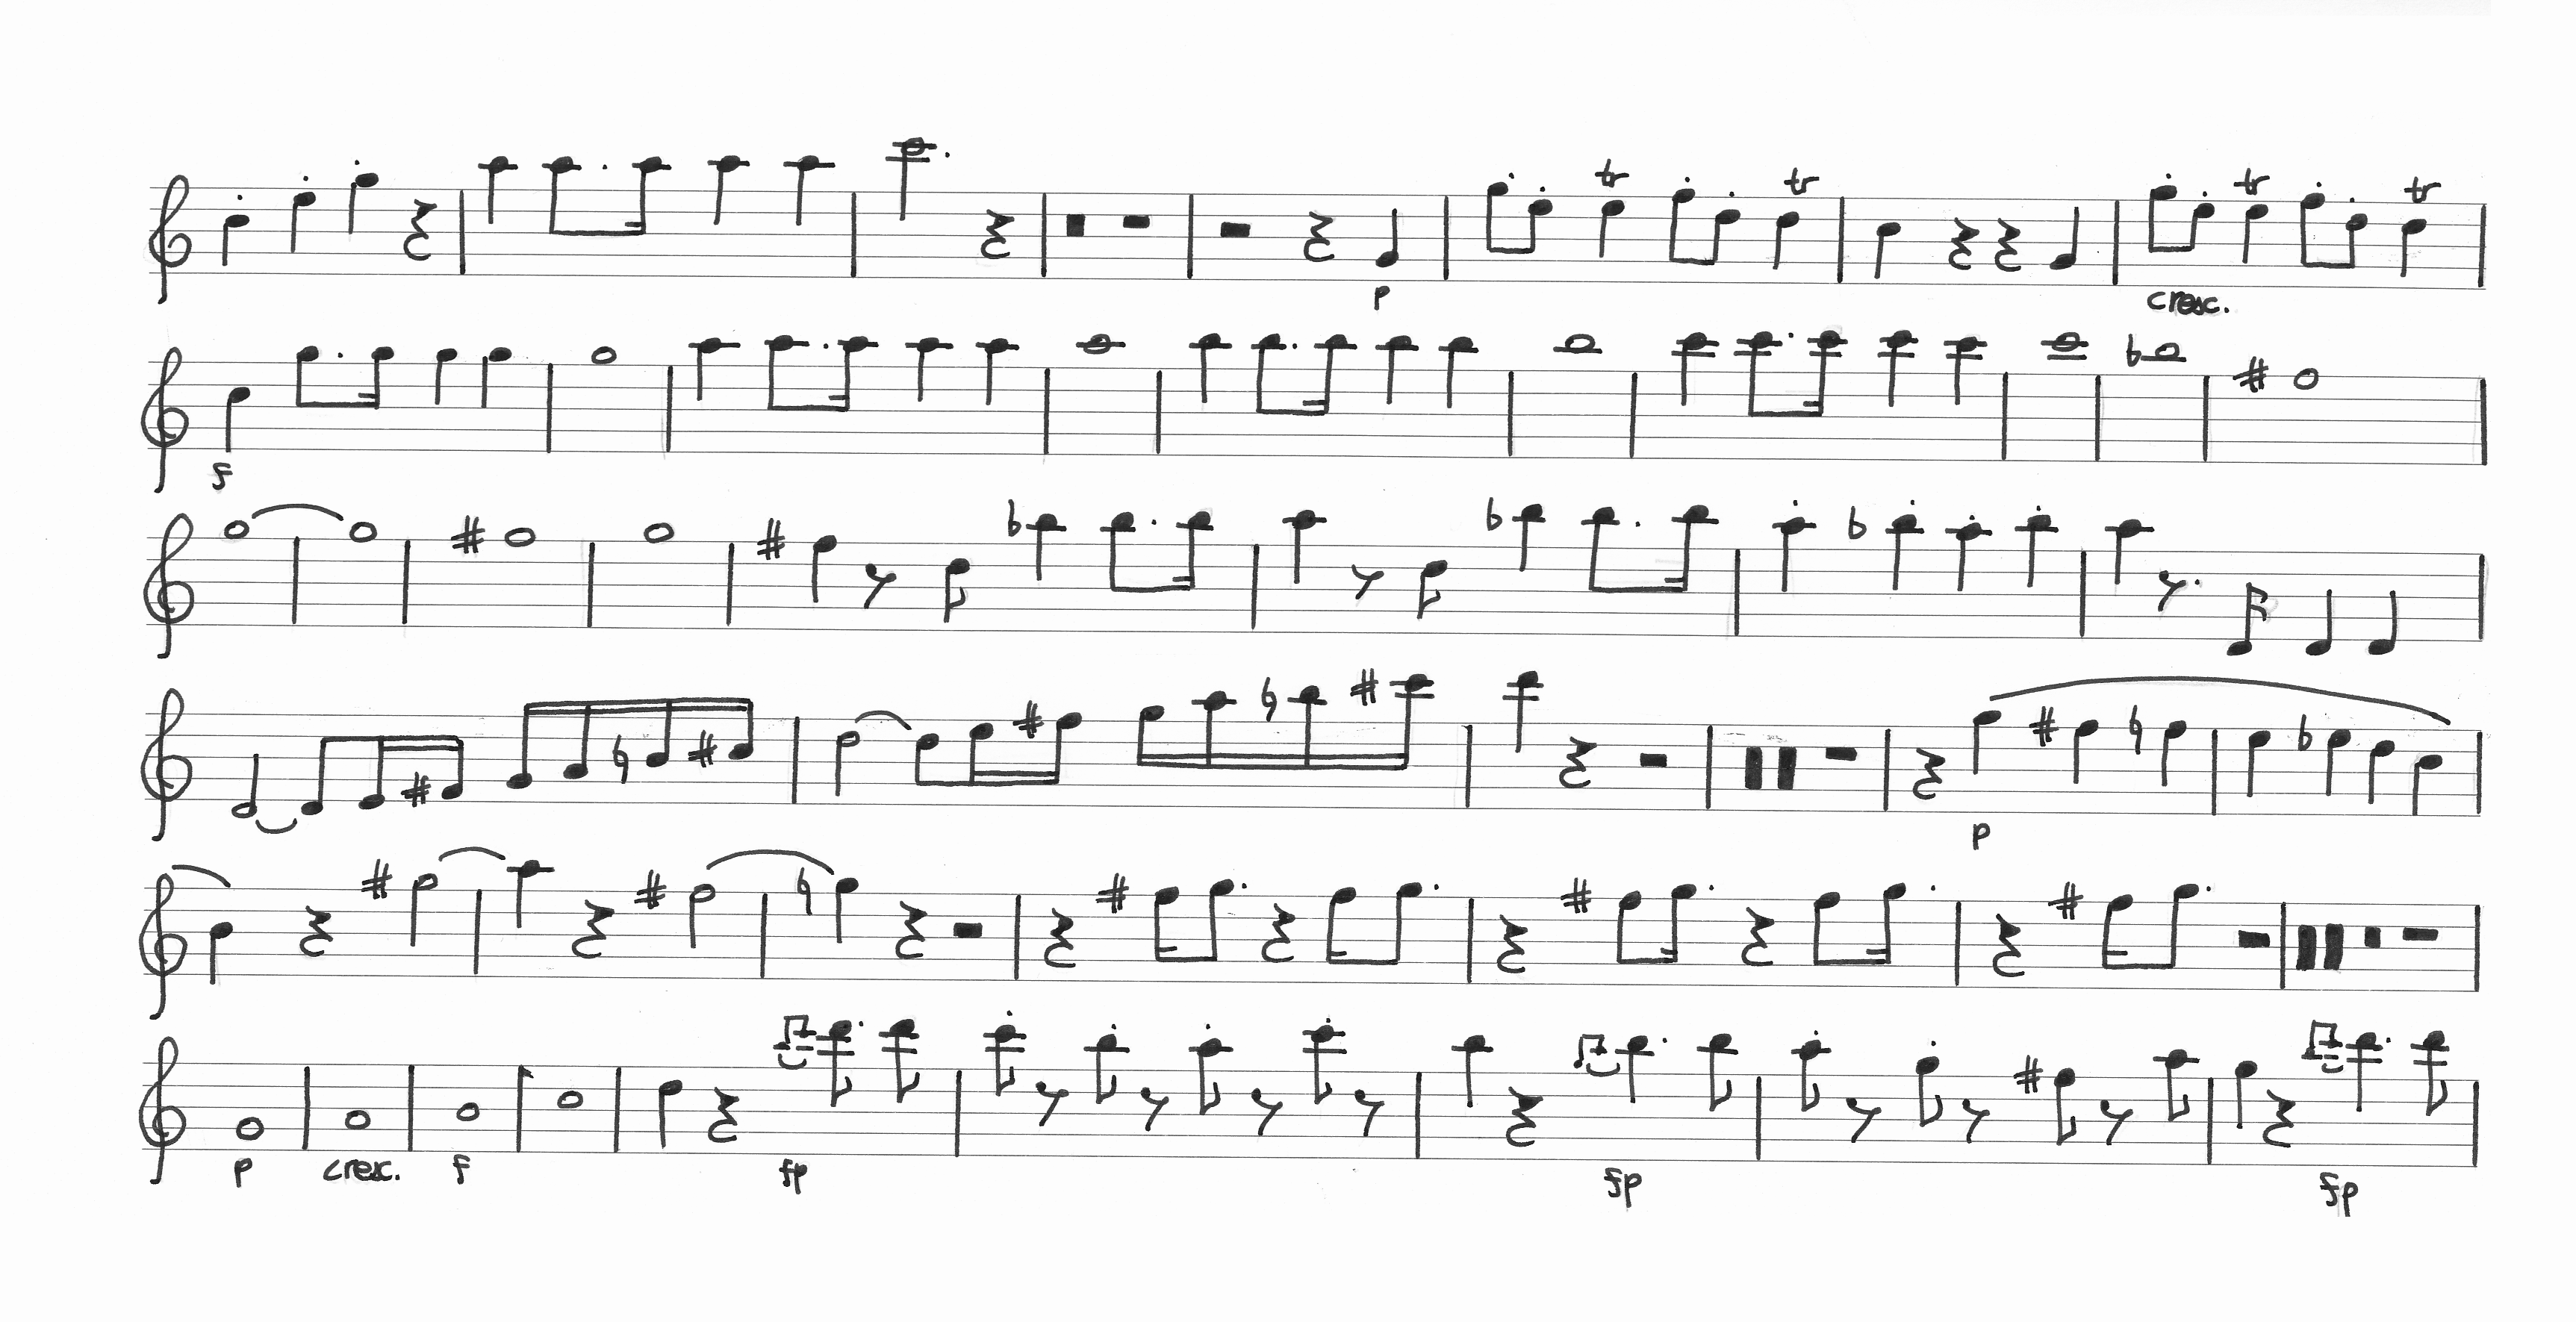 tr tr tr tr
p cresc.
f
p
p cresc. f fp fp fp